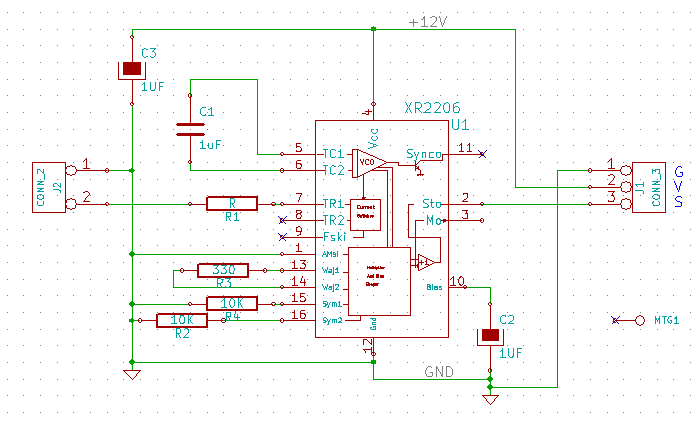 +12V
C3
1UF
C1
1uF
XR2206
U1
4
Vcc
5
TC1
VCO
Synco
11
6
TC2
CONN_2
J2
1
2
R
R1
7
TR1
8
TR2
9
Fski
Current
Sto
2
Mo
3
1
AMsi
13
Waj1
14
Waj2
15
Sym1
16
Sym2
330
R3
10K
R4
10K
R2
Multiplier
And Sine
Shaper
+1
Bias
10
Gnd
12
C2
1UF
GND
1
2
3
J1
CONN_3
G
V
S
MTG1